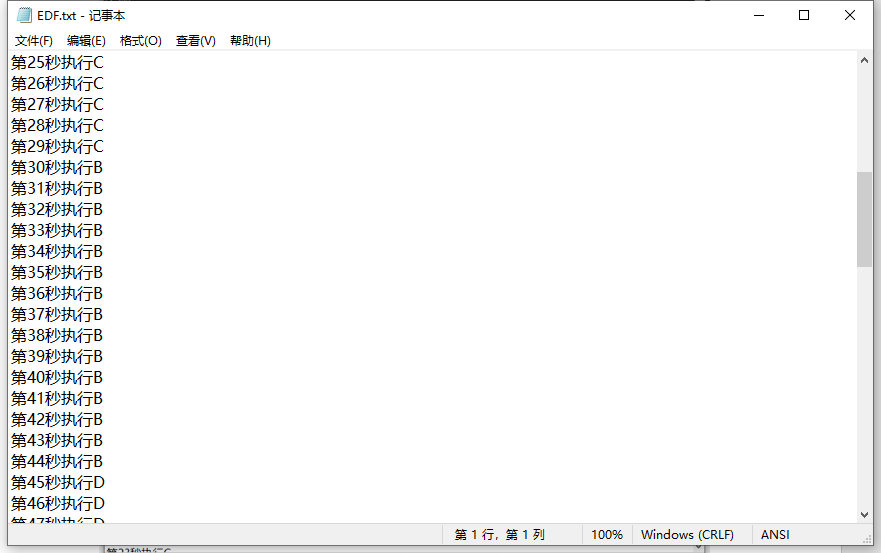 EDF.txt - 记事本
文件(F) 编辑(E) 格式(O) 查看(V) 帮助(H)
第25秒执行C
第26秒执行C
第27秒执行C
第28秒执行C
第29秒执行C
第30秒执行B
第31秒执行B
第32秒执行B
第33秒执行B
第34秒执行B
第35秒执行B
第36秒执行B
第37秒执行B
第38秒执行B
第39秒执行B
第40秒执行B
第41秒执行B
第42秒执行B
第43秒执行B
第44秒执行B
第45秒执行D
第46秒执行D
第47秒执行D
第 1 行，第 1 列 100% Windows (CRLF) ANSI
第23秒执行C